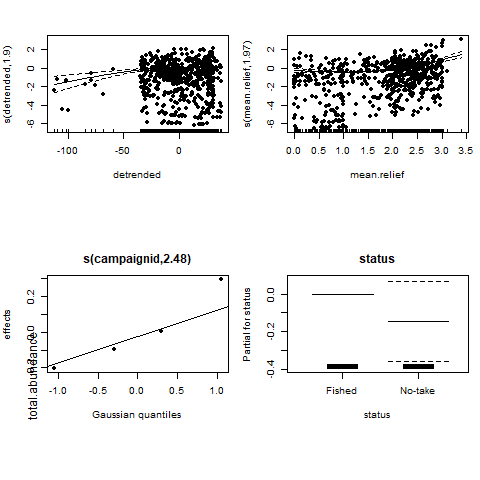 s(detrended,1.9)
2
0
-2
-4
-6
-100 -50 0
detrended
s(mean.relief,1.97)
2
0
-2
-4
-6
0.0 0.5 1.0 1.5 2.0 2.5 3.0 3.5
mean.relief
s(campaignid,2.48)
effects
total.abundance
0.2
-0.0
-0.4
-1.0 -0.5 0.0 0.5 1.0
Gaussian quantiles
status
Partial for status
0.0
-0.2
-0.4
Fished No-take
status